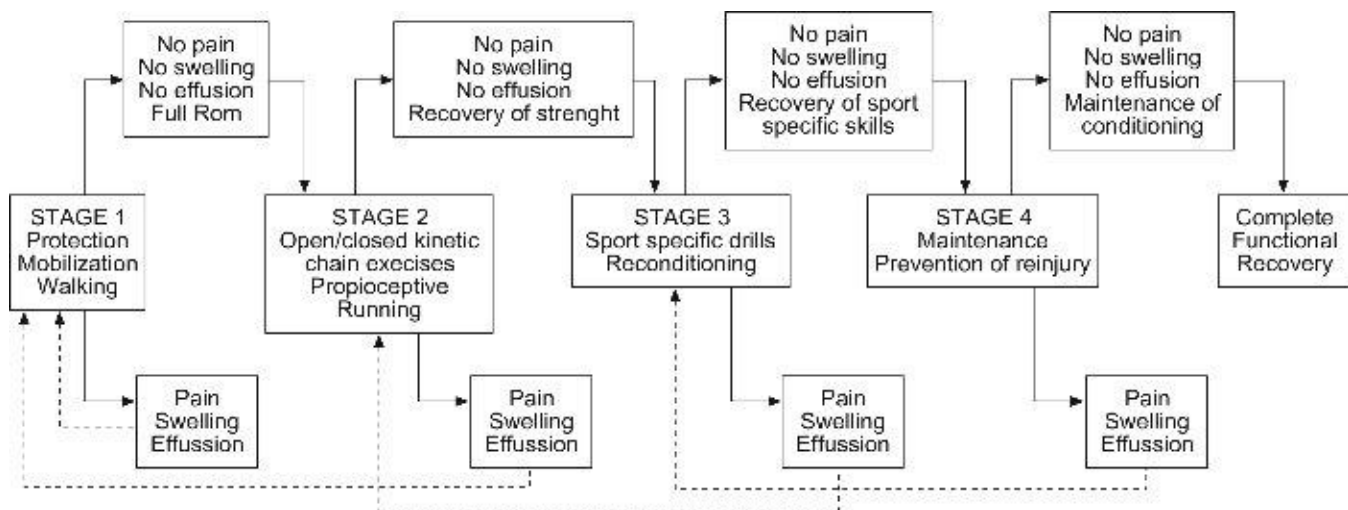 No pain
No swelling
No effusion
Full Rom
No pain
No swelling
No effusion
Recovery of strenght
No pain
No swelling
No effusion
Recovery of sport
specific skills
No pain
No swelling
No effusion
Maintenance of
conditioning
STAGE 1
Protection
Mobilization
Walking
STAGE 2
Open/closed kinetic
chain execises
Propioceptive
Running
STAGE 3
Sport specific drills
Reconditioning
STAGE 4
Maintenance
Prevention of reinjury
Complete
Functional
Recovery
Pain
Swelling
Effussion
Pain
Swelling
Effussion
Pain
Swelling
Effussion
Pain
Swelling
Effussion